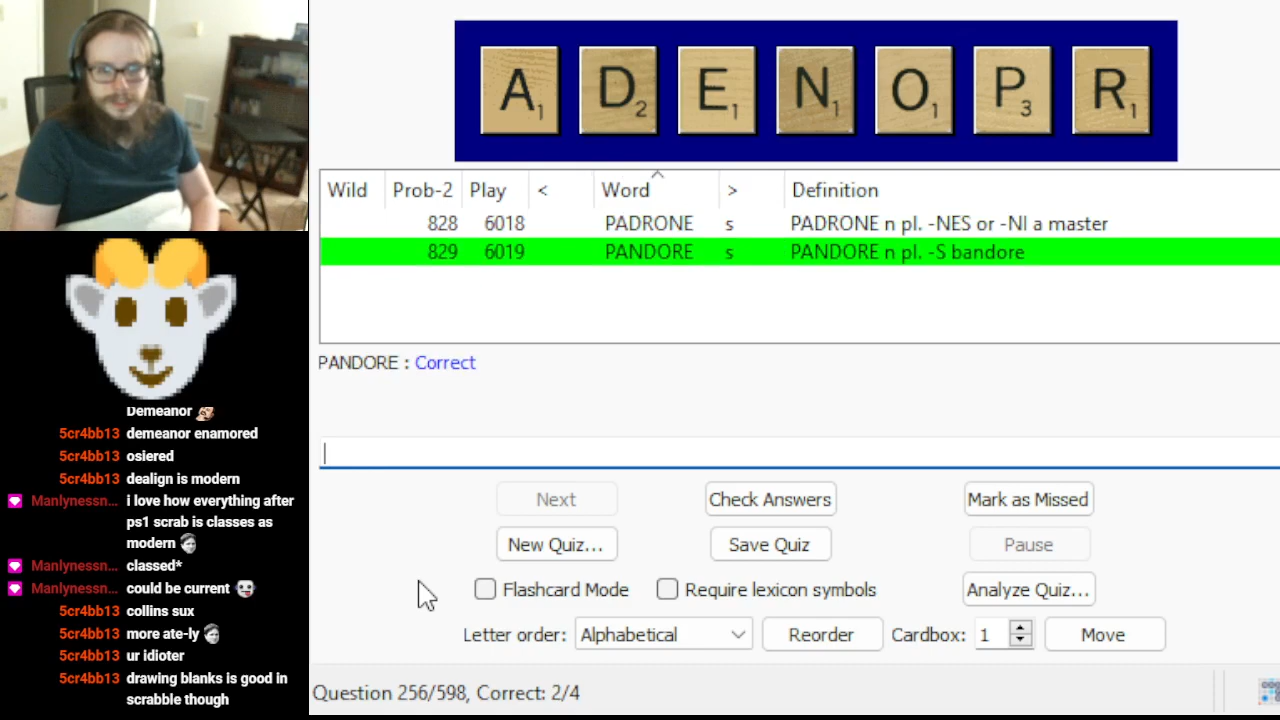 A1 D2 E1 N1 O1 P3 R1
Wild Prob-2 Play < Word > Definition
828 6018 PADRONE s PADRONE n pl. -NES or -NI a master
829 6019 PANDORE s PANDORE n pl. -S bandore
PANDORE : Correct
Next Check Answers Mark as Missed
New Quiz... Save Quiz Pause
Flashcard Mode Require lexicon symbols Analyze Quiz...
Letter order: Alphabetical Reorder Cardbox: 1 Move
Question 256/598, Correct: 2/4
Demeanor
5cr4bb13 demeanor enamored
5cr4bb13 osiered
5cr4bb13 dealign is modern
Manlynessn... i love how everything after
ps1 scrab is classes as
modern
Manlynessn... classed*
Manlynessn... could be current
5cr4bb13 collins sux
5cr4bb13 more ate-ly
5cr4bb13 ur idioter
5cr4bb13 drawing blanks is good in
scrabble though